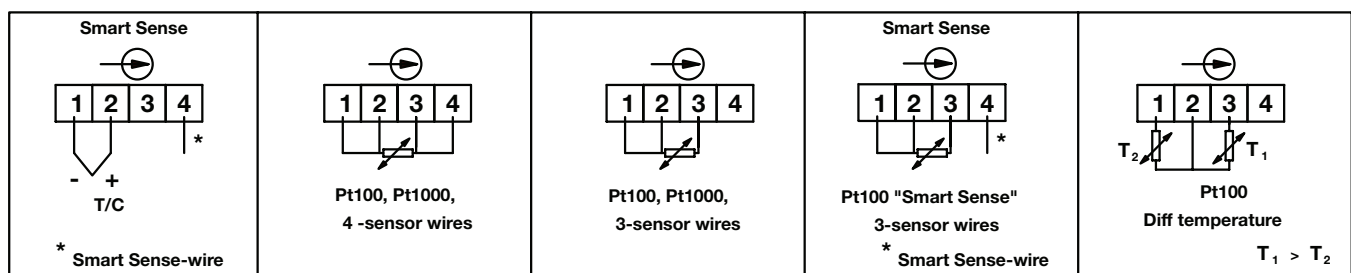 Smart Sense
1 2 3 4
*
- +
T/C
* Smart Sense-wire
1 2 3 4
Pt100, Pt1000,
4 -sensor wires
1 2 3 4
Pt100, Pt1000,
3-sensor wires
Smart Sense
1 2 3 4
*
Pt100 "Smart Sense"
3-sensor wires
* Smart Sense-wire
1 2 3 4
T2 T1
Pt100
Diff temperature
T1 > T2